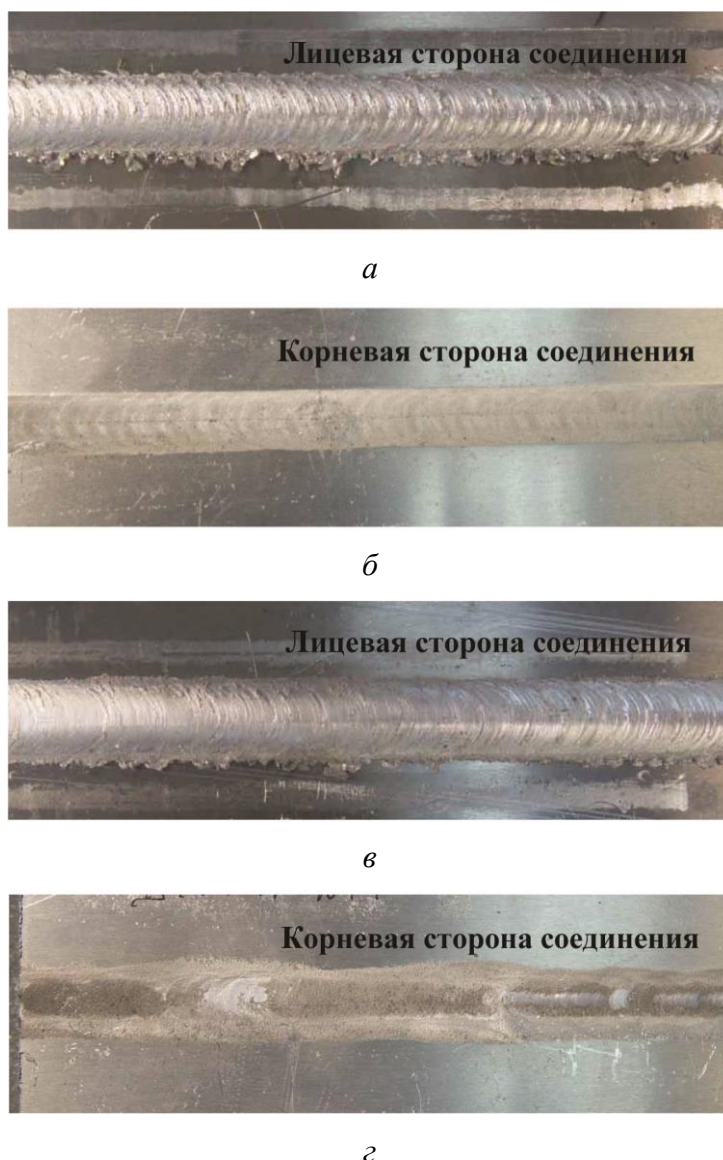 Лицевая сторона соединения
а
Корневая сторона соединения
б
Лицевая сторона соединения
в
Корневая сторона соединения
г